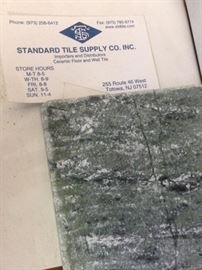 Phone: (973) 256-6413
Fax: (973) 785-8774
STANDARD TILE SUPPLY CO. INC.
Importers and Distributors
Ceramic Floor and Wall Tile
STORE HOURS
M-T 8-5
W-TH. 8-9
FRI. 8-8
SAT. 9-5
SUN. 11-4
255 Route 46 West
Totowa, NJ 07512